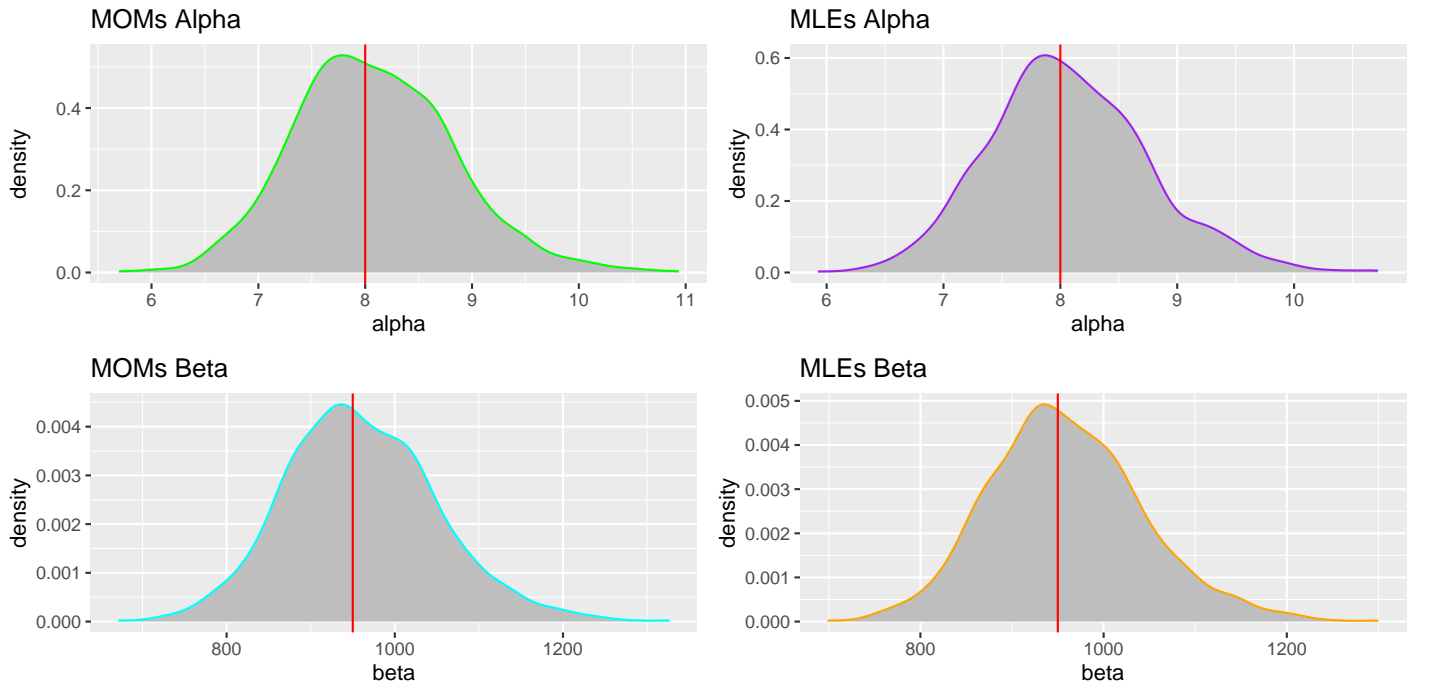 MOMs Alpha
density
0.4
0.2
0.0
6 7 8 9 10 11
alpha
MLEs Alpha
density
0.6
0.4
0.2
0.0
6 7 8 9 10
alpha
MOMs Beta
density
0.004
0.003
0.002
0.001
0.000
800 1000 1200
beta
MLEs Beta
density
0.005
0.004
0.003
0.002
0.001
0.000
800 1000 1200
beta